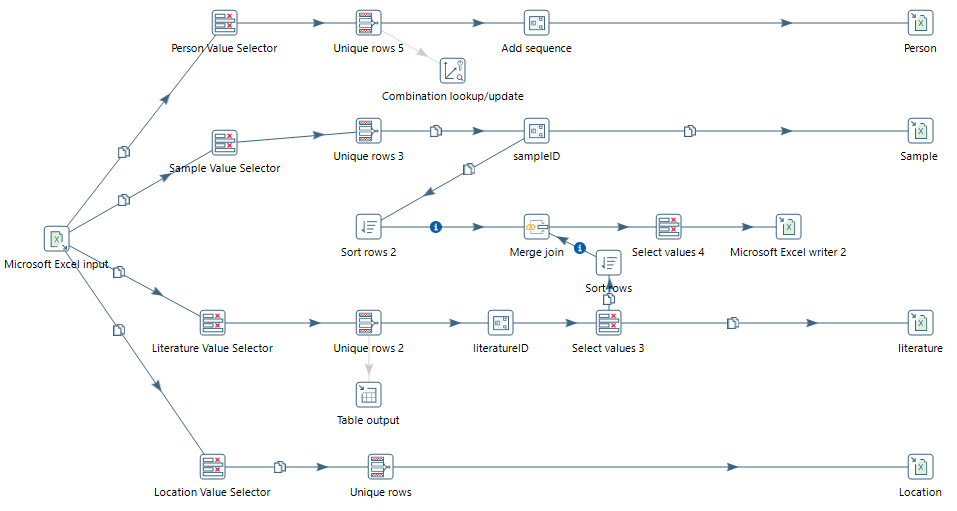 Person Value Selector
Unique rows 5
Add sequence
Person
Combination lookup/update
Sample Value Selector
Unique rows 3
sampleID
Sample
Microsoft Excel input
Sort rows 2
Merge join
Select values 4
Microsoft Excel writer 2
Sort rows
Literature Value Selector
Unique rows 2
literatureID
Select values 3
literature
Table output
Location Value Selector
Unique rows
Location